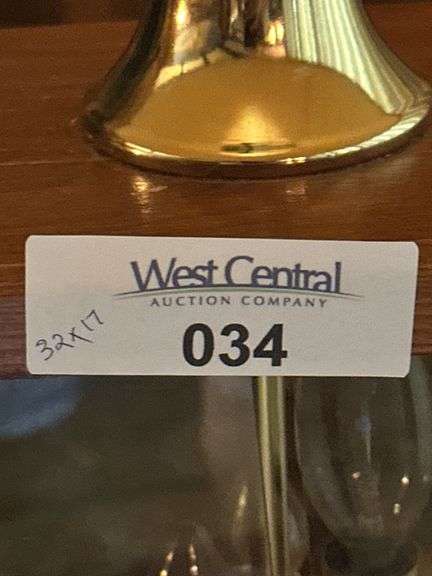 West Central
AUCTION COMPANY
32x17
034